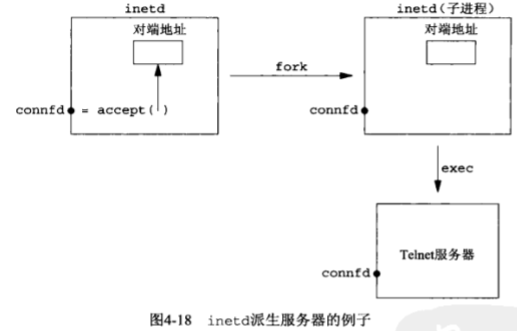 inetd
对端地址
connfd = accept( )
fork
inetd(子进程)
对端地址
connfd
exec
Telnet服务器
connfd
图4-18 inetd派生服务器的例子